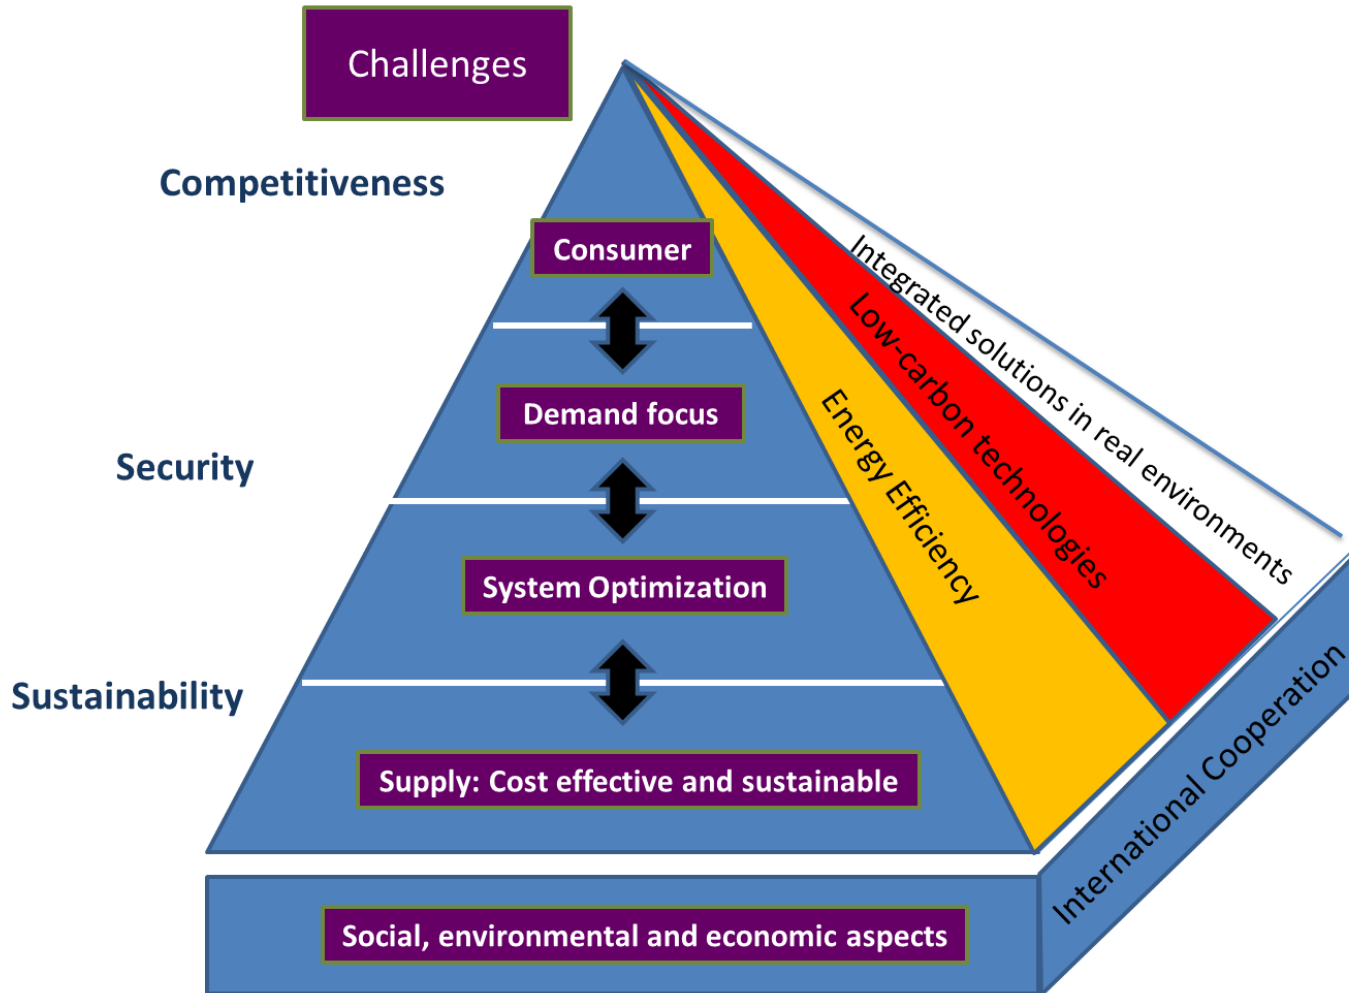 Challenges
Competitiveness
Consumer
Demand focus
Security
System Optimization
Sustainability
Supply: Cost effective and sustainable
Social, environmental and economic aspects
Energy Efficiency
Low-carbon technologies
Integrated solutions in real environments
International Cooperation